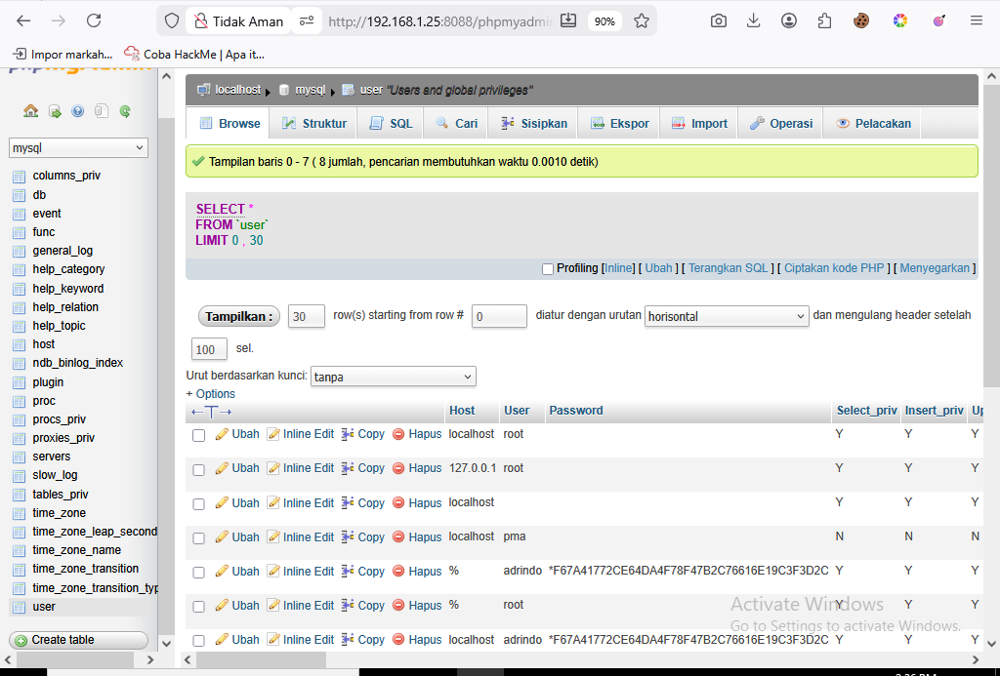 Tidak Aman http://192.168.1.25:8088/phpmyadmi 90%
Impor markah... Coba HackMe | Apa it...
localhost mysql user "Users and global privileges"
Browse Struktur SQL Cari Sisipkan Ekspor Import Operasi Pelacakan
Tampilan baris 0 - 7 ( 8 jumlah, pencarian membutuhkan waktu 0.0010 detik)
SELECT *
FROM `user`
LIMIT 0 , 30
Profiling [Inline] [ Ubah ] [ Terangkan SQL ] [ Ciptakan kode PHP ] [ Menyegarkan ]
Tampilkan : 30 row(s) starting from row # 0 diatur dengan urutan horisontal dan mengulang header setelah
100 sel.
Urut berdasarkan kunci: tanpa
+ Options
←T→ Host User Password Select_priv Insert_priv Up
Ubah Inline Edit Copy Hapus localhost root Y Y Y
Ubah Inline Edit Copy Hapus 127.0.0.1 root Y Y Y
Ubah Inline Edit Copy Hapus localhost Y Y Y
Ubah Inline Edit Copy Hapus localhost pma N N N
Ubah Inline Edit Copy Hapus % adrindo *F67A41772CE64DA4F78F47B2C76616E19C3F3D2C Y Y Y
Ubah Inline Edit Copy Hapus % root Y Y Y
Ubah Inline Edit Copy Hapus localhost adrindo *F67A41772CE64DA4F78F47B2C76616E19C3F3D2C Y Y Y
mysql
columns_priv
db
event
func
general_log
help_category
help_keyword
help_relation
help_topic
host
ndb_binlog_index
plugin
proc
procs_priv
proxies_priv
servers
slow_log
tables_priv
time_zone
time_zone_leap_second
time_zone_name
time_zone_transition
time_zone_transition_typ
user
Create table
Activate Windows
Go to Settings to activate Windows.